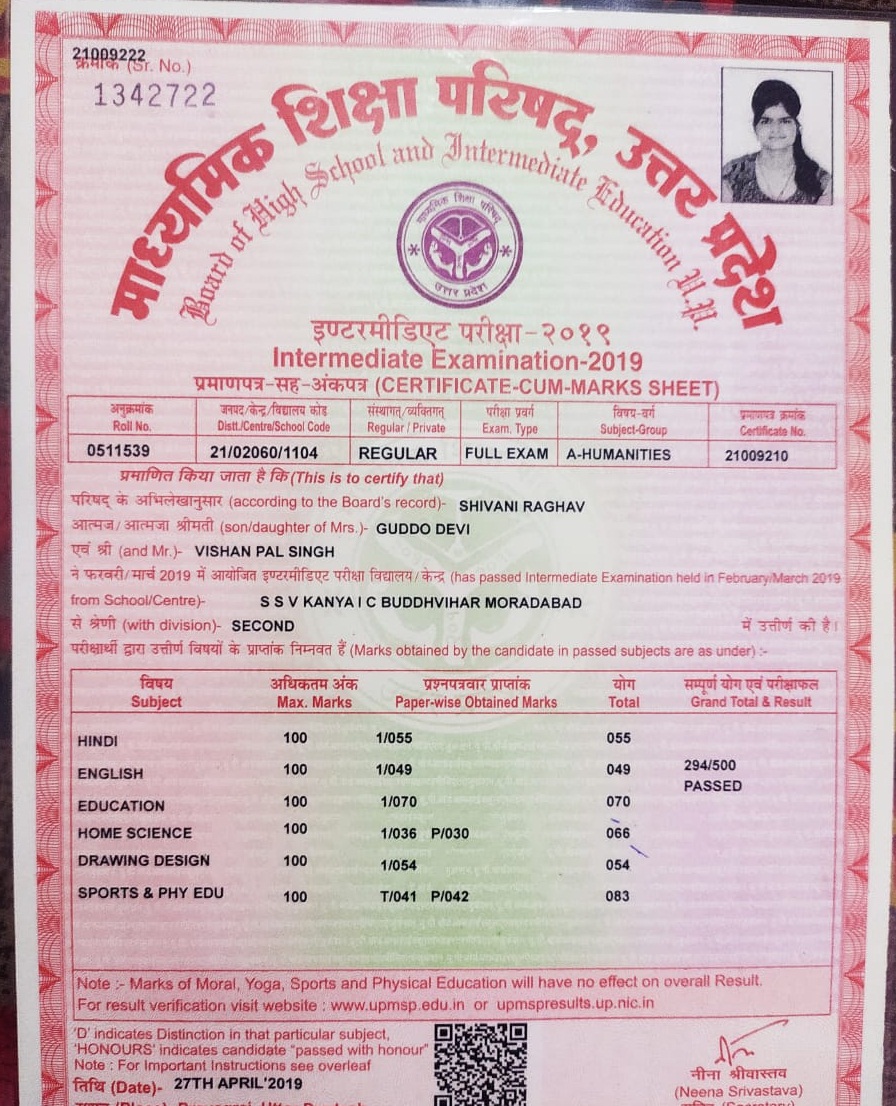 21009222
क्रमांक (Sr. No.)
1342722
माध्यमिक शिक्षा परिषद्, उत्तर प्रदेश
Board of High School and Intermediate Education U.P.
माध्यमिक शिक्षा परिषद्
उत्तर प्रदेश
इण्टरमीडिएट परीक्षा-२०१९
Intermediate Examination-2019
प्रमाणपत्र-सह-अंकपत्र (CERTIFICATE-CUM-MARKS SHEET)
अनुक्रमांक जनपद/केन्द्र/विद्यालय कोड संस्थागत/व्यक्तिगत परीक्षा प्रवर्ग विषय-वर्ग प्रमाणपत्र क्रमांक
Roll No. Distt./Centre/School Code Regular / Private Exam. Type Subject-Group Certificate No.
0511539 21/02060/1104 REGULAR FULL EXAM A-HUMANITIES 21009210
प्रमाणित किया जाता है कि (This is to certify that)
परिषद् के अभिलेखानुसार (according to the Board's record)- SHIVANI RAGHAV
आत्मज/आत्मजा श्रीमती (son/daughter of Mrs.)- GUDDO DEVI
एवं श्री (and Mr.)- VISHAN PAL SINGH
ने फरवरी/मार्च 2019 में आयोजित इण्टरमीडिएट परीक्षा विद्यालय/केन्द्र (has passed Intermediate Examination held in February/March 2019
from School/Centre)- S S V KANYA I C BUDDHVIHAR MORADABAD
से श्रेणी (with division)- SECOND में उत्तीर्ण की है।
परीक्षार्थी द्वारा उत्तीर्ण विषयों के प्राप्तांक निम्नवत हैं (Marks obtained by the candidate in passed subjects are as under) :-
विषय अधिकतम अंक प्रश्नपत्रवार प्राप्तांक योग सम्पूर्ण योग एवं परीक्षाफल
Subject Max. Marks Paper-wise Obtained Marks Total Grand Total & Result
HINDI 100 1/055 055
ENGLISH 100 1/049 049 294/500
PASSED
EDUCATION 100 1/070 070
HOME SCIENCE 100 1/036 P/030 066
DRAWING DESIGN 100 1/054 054
SPORTS & PHY EDU 100 T/041 P/042 083
Note :- Marks of Moral, Yoga, Sports and Physical Education will have no effect on overall Result.
For result verification visit website : www.upmsp.edu.in or upmspresults.up.nic.in
'D' indicates Distinction in that particular subject,
'HONOURS' indicates candidate "passed with honour"
Note : For Important Instructions see overleaf
तिथि (Date)- 27TH APRIL'2019
नीना श्रीवास्तव
(Neena Srivastava)